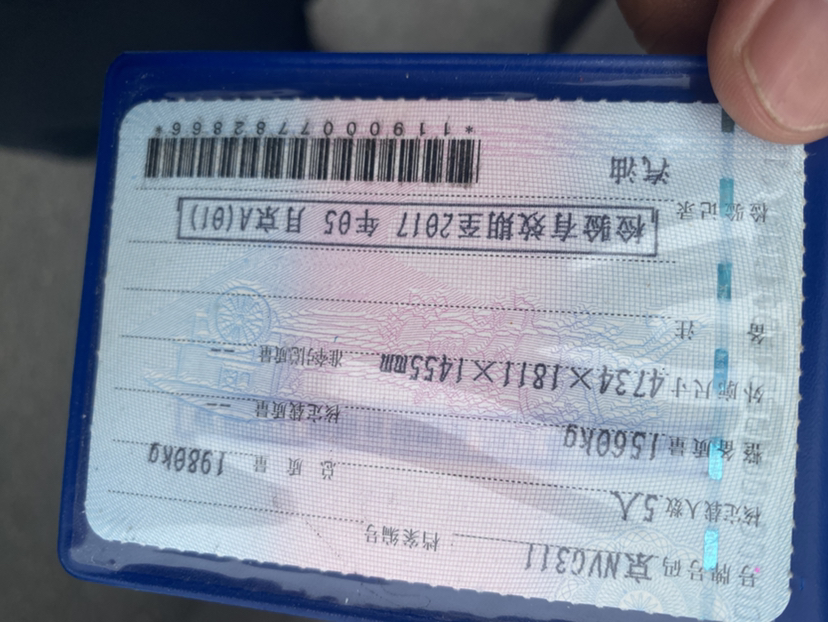 号牌号码 京NVG311 档案编号
核定载人数 5人 总质量 1980kg
整备质量 1560kg 核定载质量 --
外廓尺寸 4734×1811×1455mm 准牵引总质量 --
备注
检验有效期至2017年05月京A(01)
检验记录
汽油
*1190007782866*